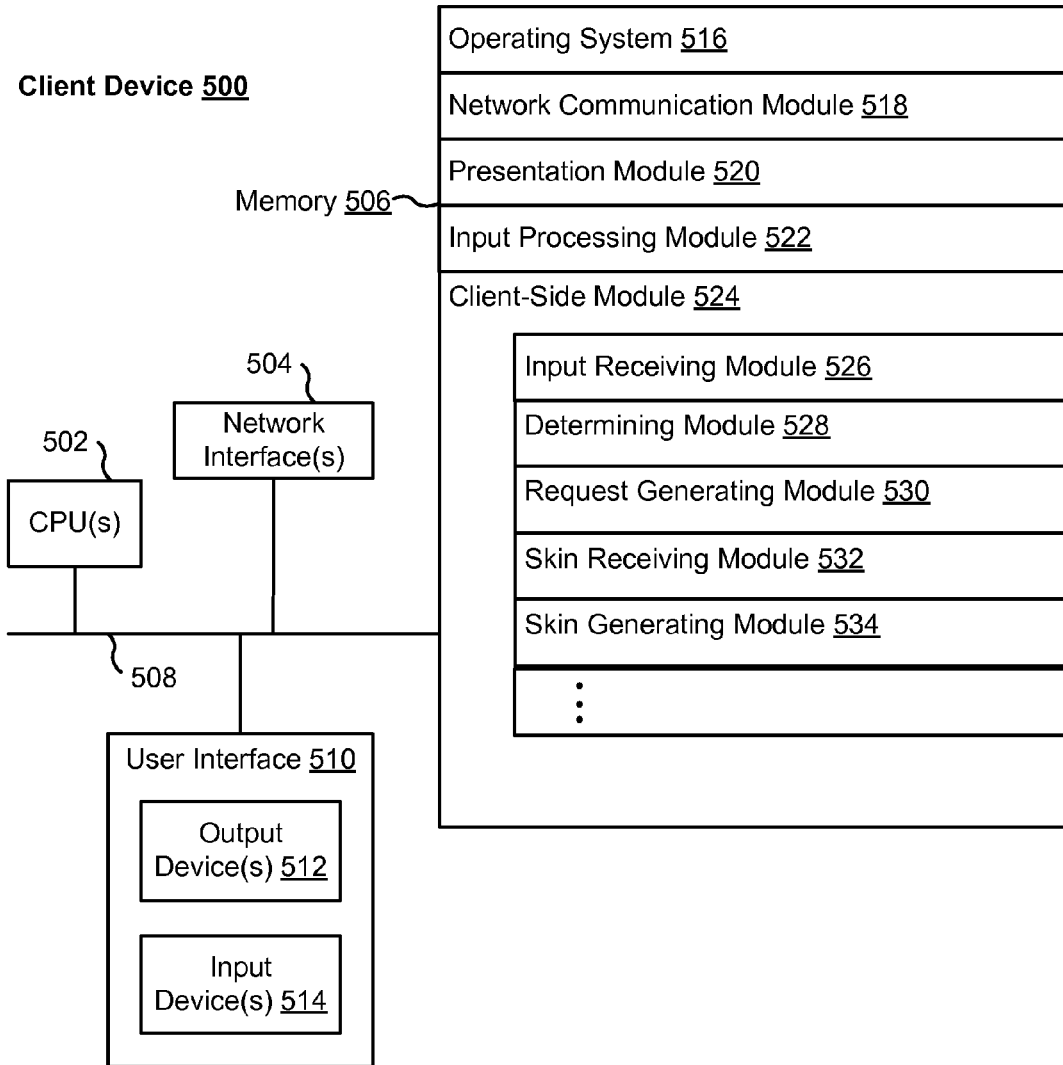 Client Device 500
Operating System 516
Network Communication Module 518
Presentation Module 520
Memory 506
Input Processing Module 522
Client-Side Module 524
Input Receiving Module 526
Determining Module 528
Request Generating Module 530
Skin Receiving Module 532
Skin Generating Module 534
504
Network
Interface(s)
502
CPU(s)
508
User Interface 510
Output
Device(s) 512
Input
Device(s) 514